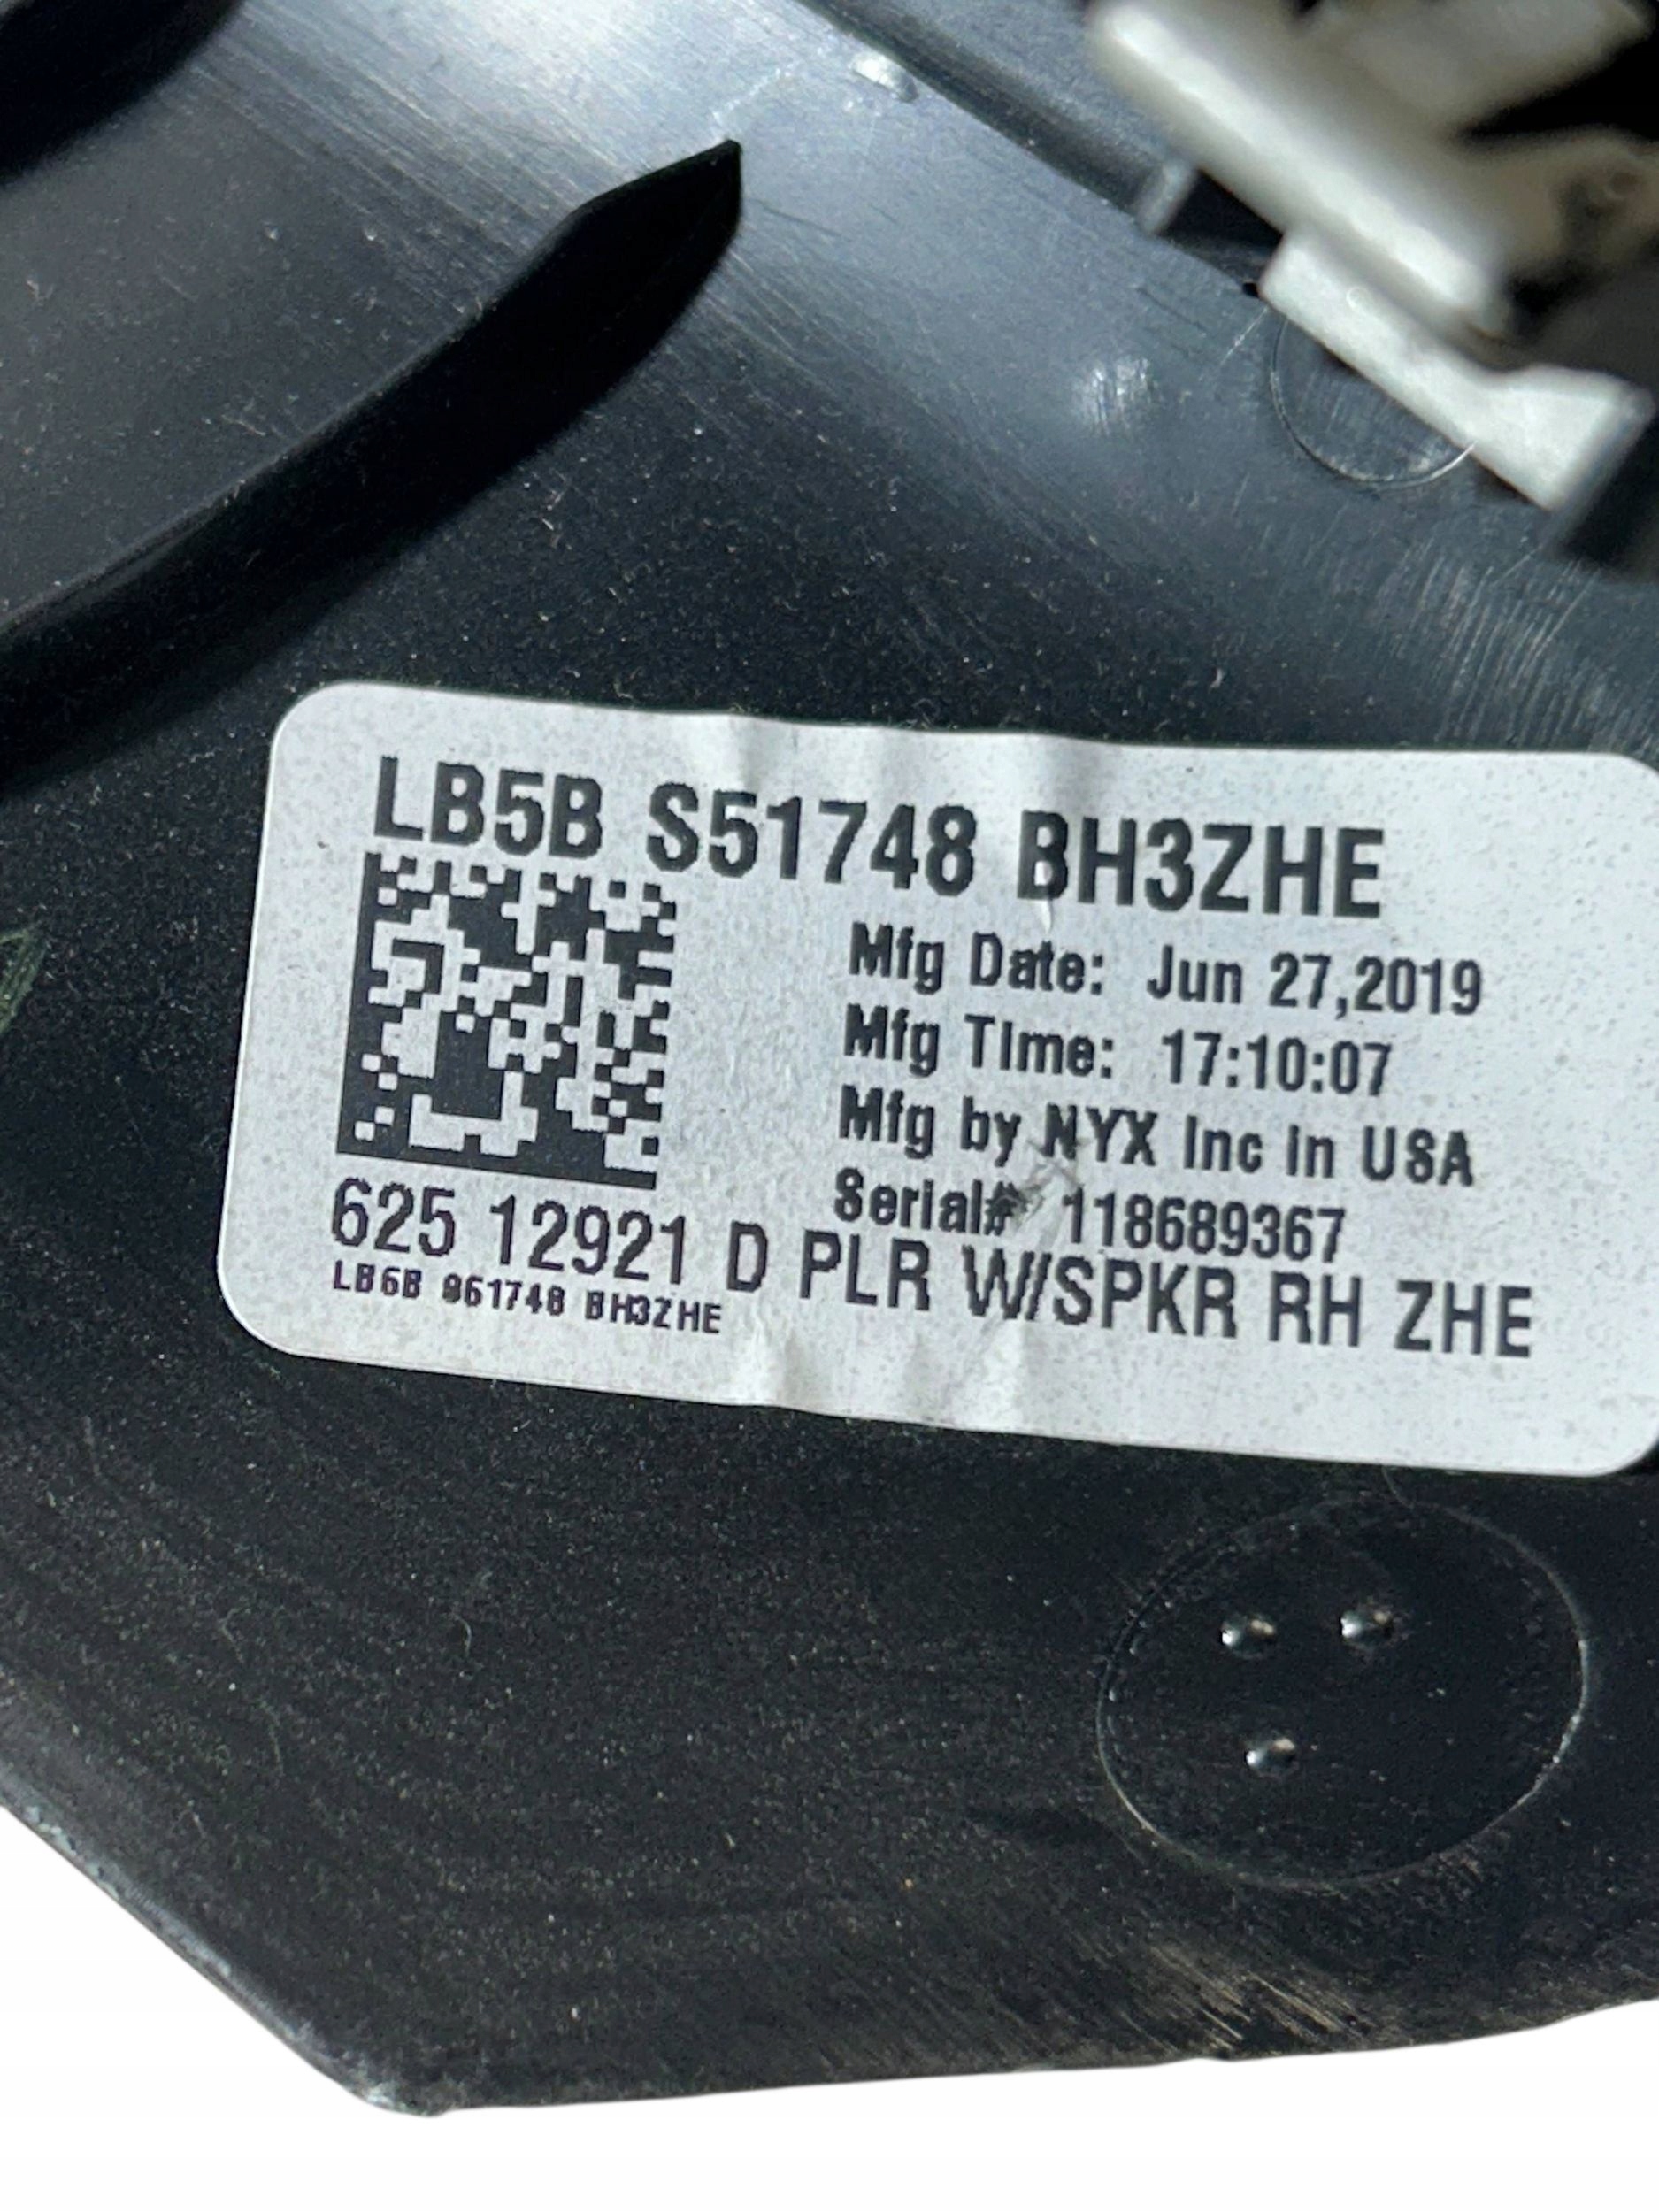 LB5B S51748 BH3ZHE
Mfg Date: Jun 27,2019
Mfg Time: 17:10:07
Mfg by NYX Inc in USA
Serial# 118689367
625 12921 D PLR W/SPKR RH ZHE
LB5B S51748 BH3ZHE